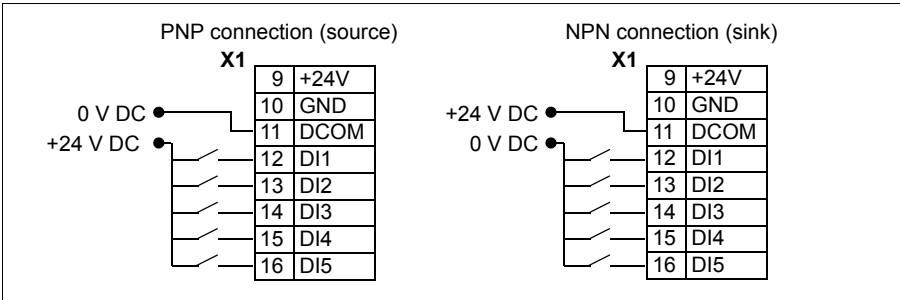 PNP connection (source)
X1
9 +24V
10 GND
11 DCOM
12 DI1
13 DI2
14 DI3
15 DI4
16 DI5
0 V DC
+24 V DC
NPN connection (sink)
X1
9 +24V
10 GND
11 DCOM
12 DI1
13 DI2
14 DI3
15 DI4
16 DI5
+24 V DC
0 V DC